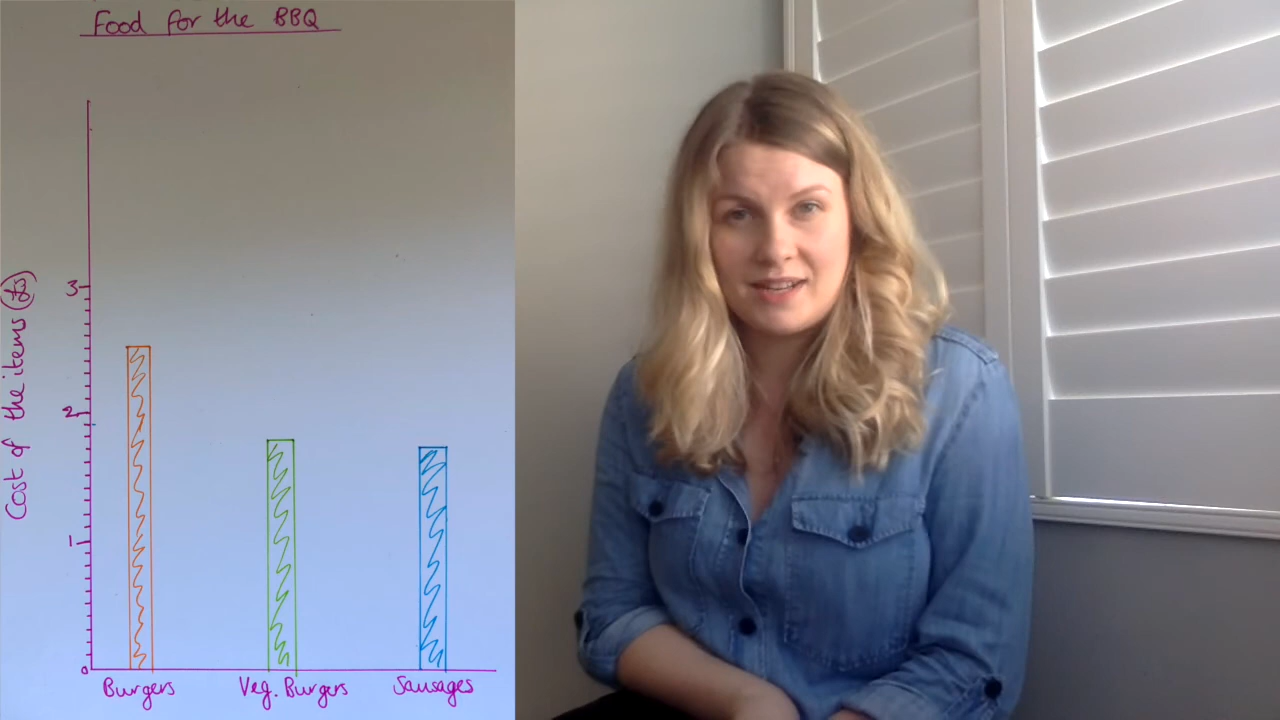 Food for the BBQ
Cost of the items (£s)
3
2
1
0
Burgers
Veg. Burgers
Sausages